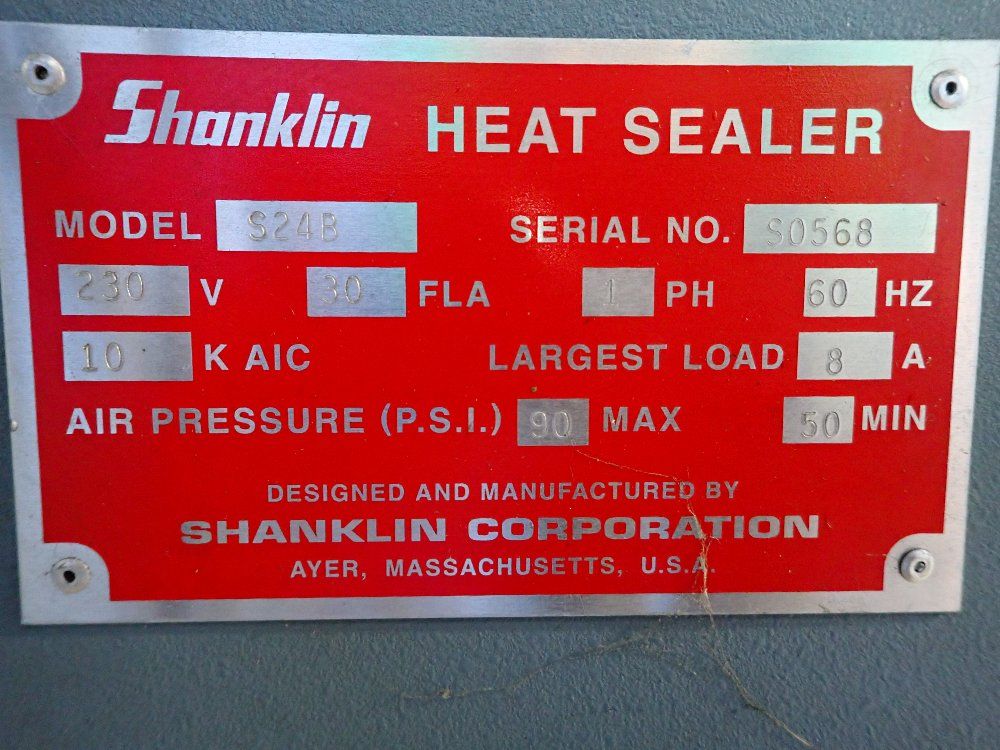 Shanklin HEAT SEALER
MODEL S24B SERIAL NO. S0568
230 V 30 FLA 1 PH 60 HZ
10 K AIC LARGEST LOAD 8 A
AIR PRESSURE (P.S.I.) 90 MAX 50 MIN
DESIGNED AND MANUFACTURED BY
SHANKLIN CORPORATION
AYER, MASSACHUSETTS, U.S.A.